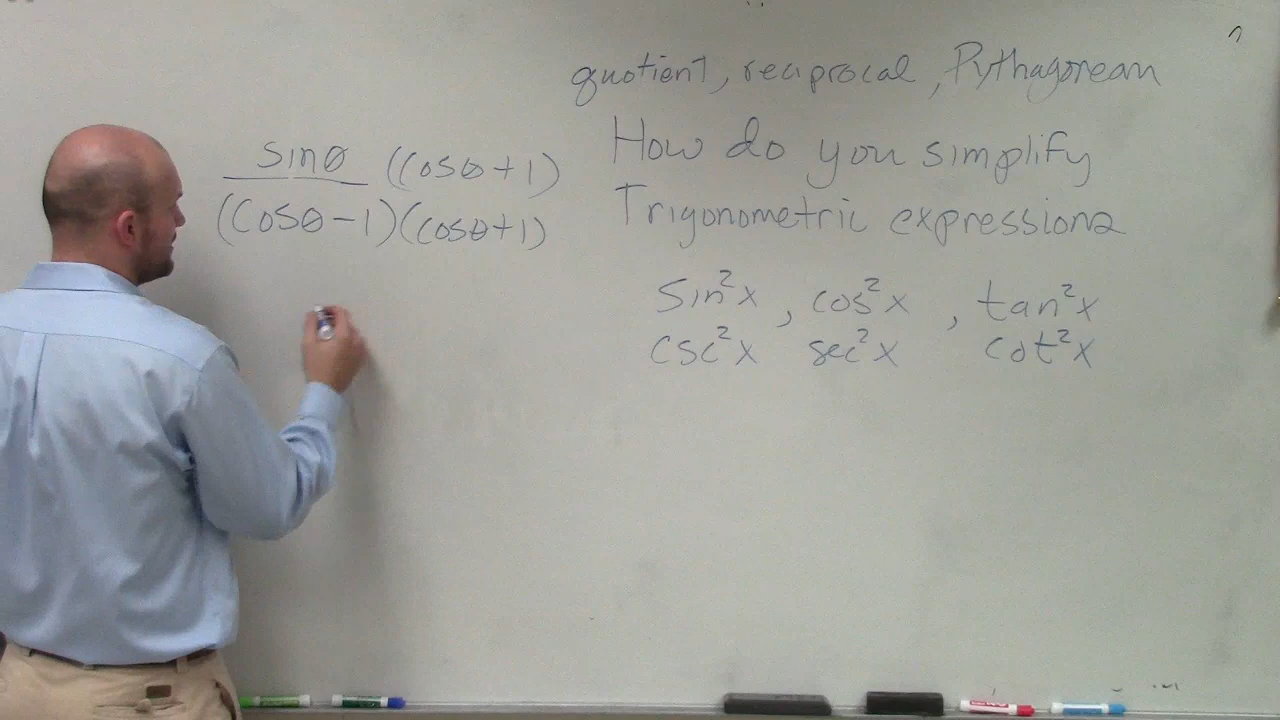 quotient, reciprocal, Pythagorean
How do you simplify
Trigonometric expressions
sinθ (cosθ+1)
(cosθ-1)(cosθ+1)
sin²x, cos²x, tan²x
csc²x sec²x cot²x